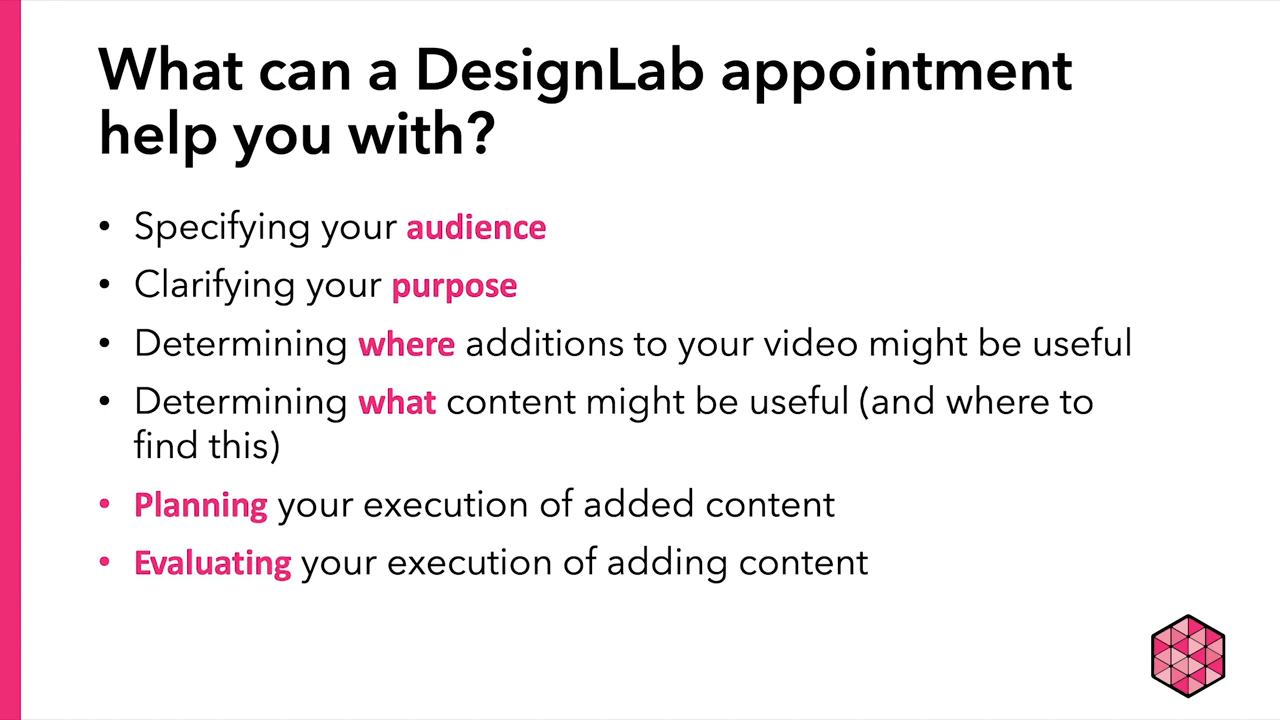 What can a DesignLab appointment
help you with?
• Specifying your audience
• Clarifying your purpose
• Determining where additions to your video might be useful
• Determining what content might be useful (and where to
find this)
• Planning your execution of added content
• Evaluating your execution of adding content